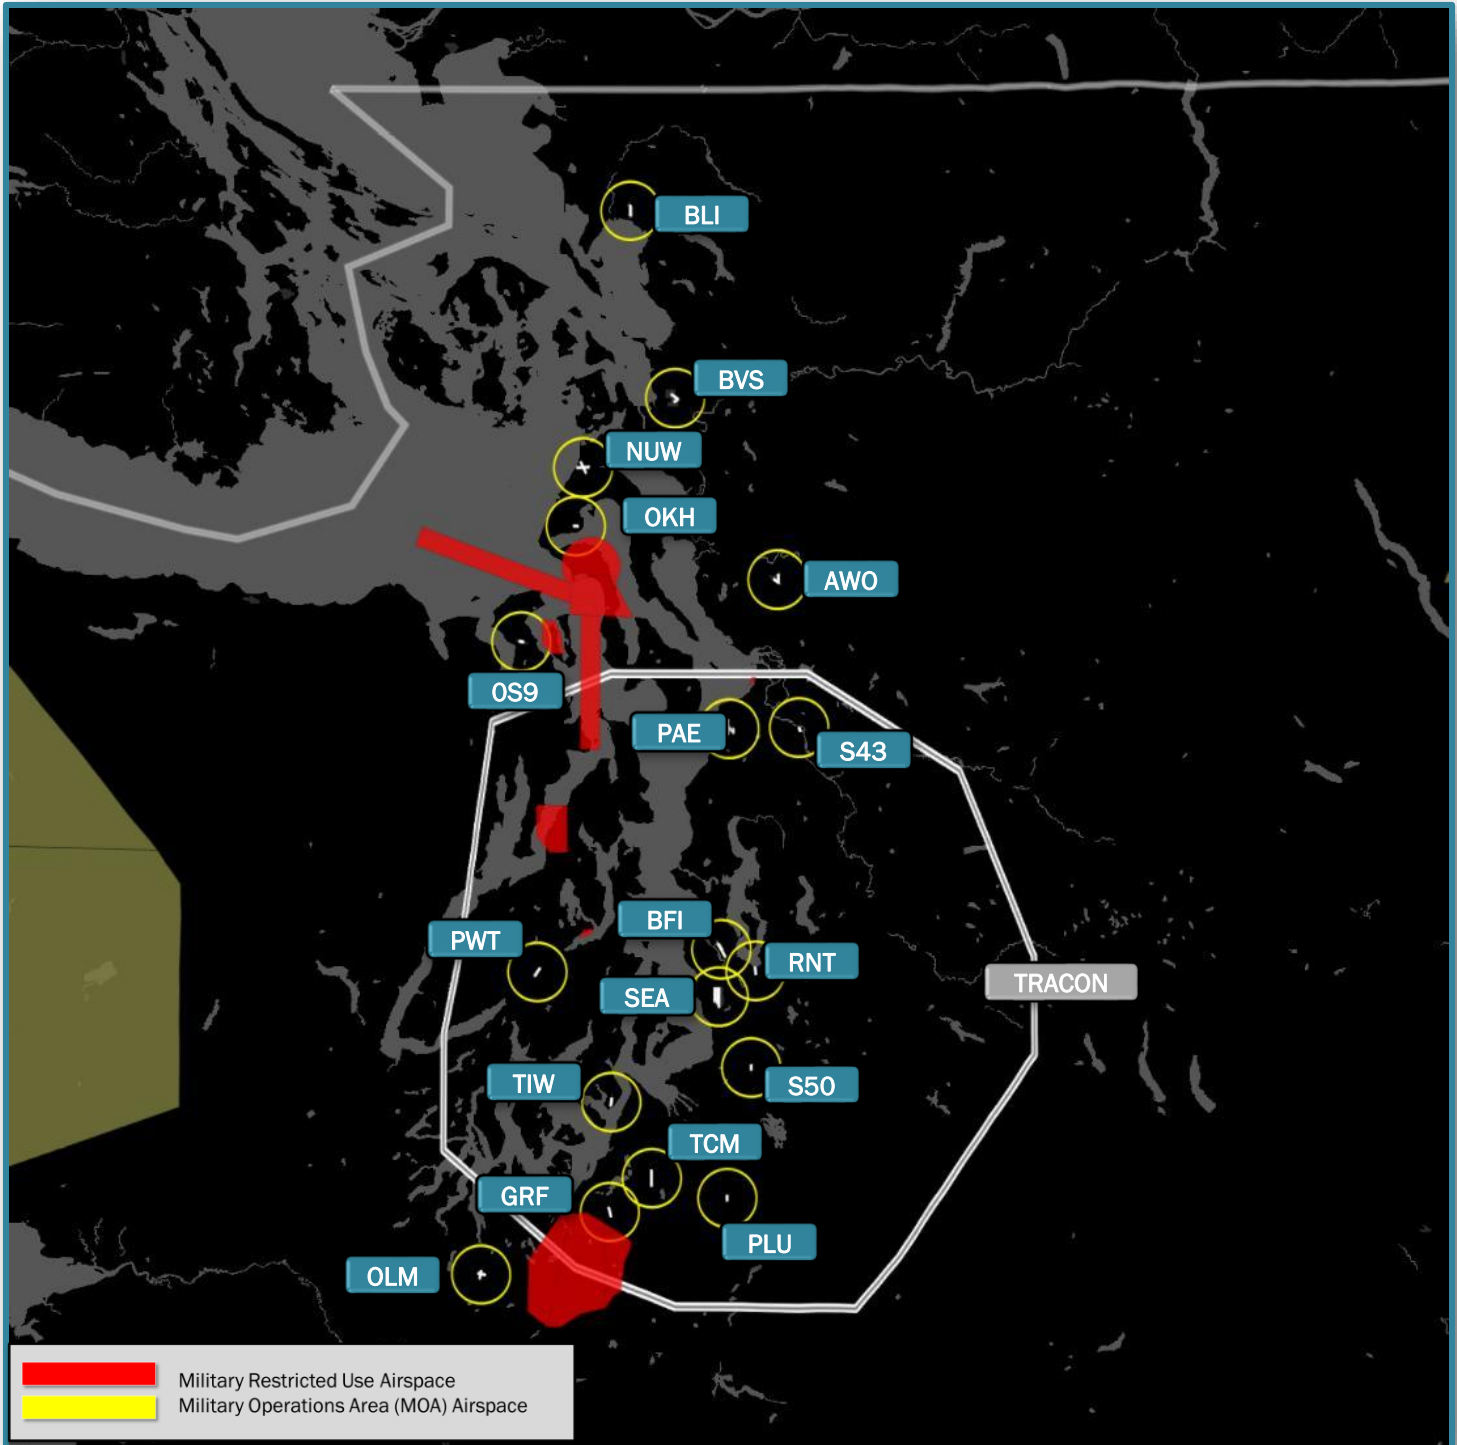 BLI
BVS
NUW
OKH
AWO
0S9
PAE
S43
BFI
PWT
RNT
SEA
TRACON
TIW
S50
TCM
GRF
PLU
OLM
Military Restricted Use Airspace
Military Operations Area (MOA) Airspace